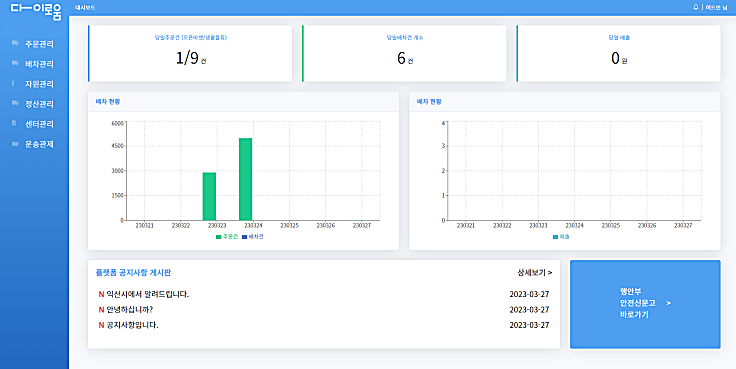 다이로움
대시보드
어드민 님
주문관리
배차관리
자원관리
정산관리
센터관리
운송관제
당일주문건 (오픈마켓/생활물류)
1/9 건
당일배차건 개수
6 건
당일 매출
0 원
배차 현황
6000
4500
3000
1500
0
230321 230322 230323 230324 230325 230326 230327
주문건 배차건
배차 현황
4
3
2
1
0
230321 230322 230323 230324 230325 230326 230327
매출
플랫폼 공지사항 게시판 상세보기 >
N 익산시에서 알려드립니다. 2023-03-27
N 안녕하십니까? 2023-03-27
N 공지사항입니다. 2023-03-27
행안부
안전신문고 >
바로가기